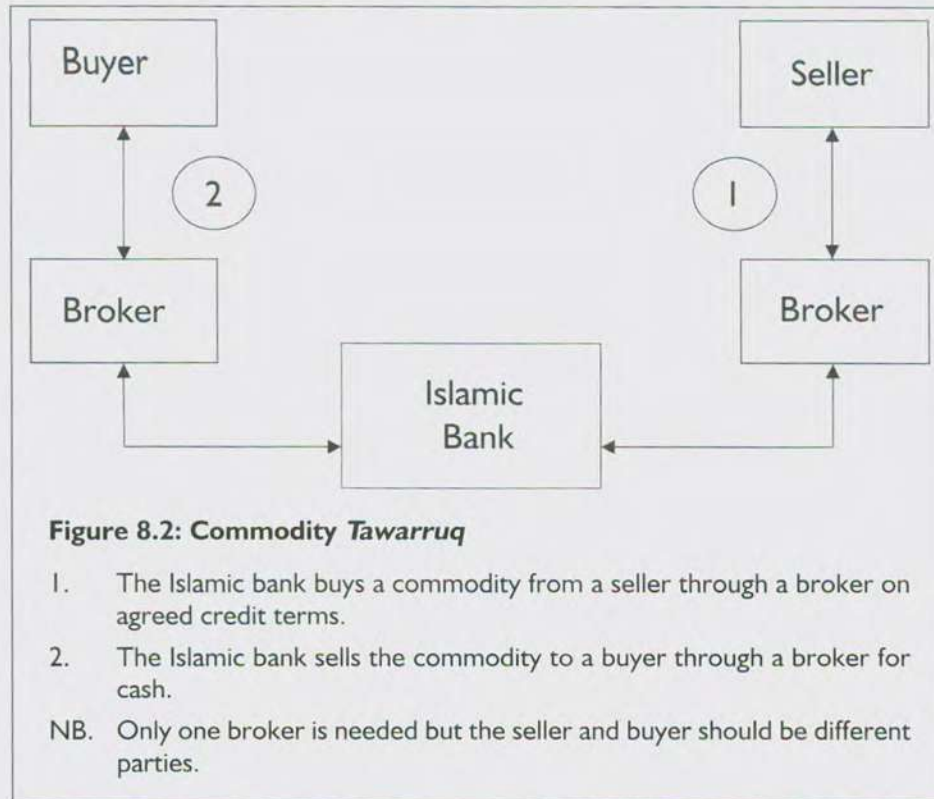 Buyer
Seller
2
1
Broker
Broker
Islamic
Bank
Figure 8.2: Commodity Tawarruq
1. The Islamic bank buys a commodity from a seller through a broker on
agreed credit terms.
2. The Islamic bank sells the commodity to a buyer through a broker for
cash.
NB. Only one broker is needed but the seller and buyer should be different
parties.